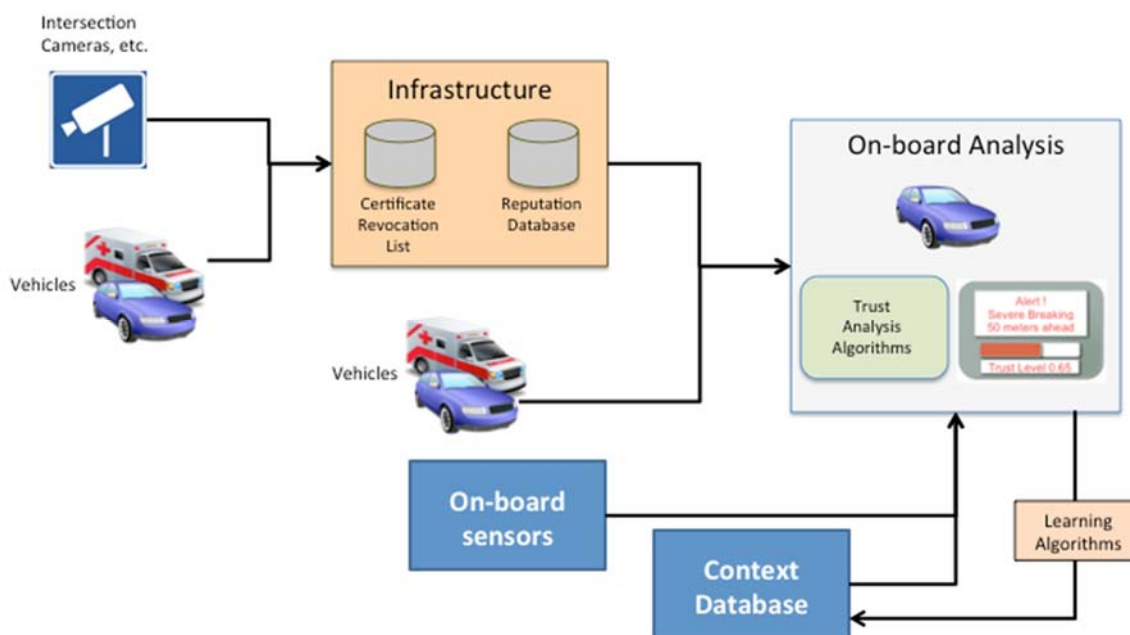 Intersection
Cameras, etc.
Infrastructure
Certificate
Revocation
List
Reputation
Database
Vehicles
On-board Analysis
Trust
Analysis
Algorithms
Alert !
Severe Breaking
50 meters ahead
Trust Level 0.65
Vehicles
On-board
sensors
Context
Database
Learning
Algorithms